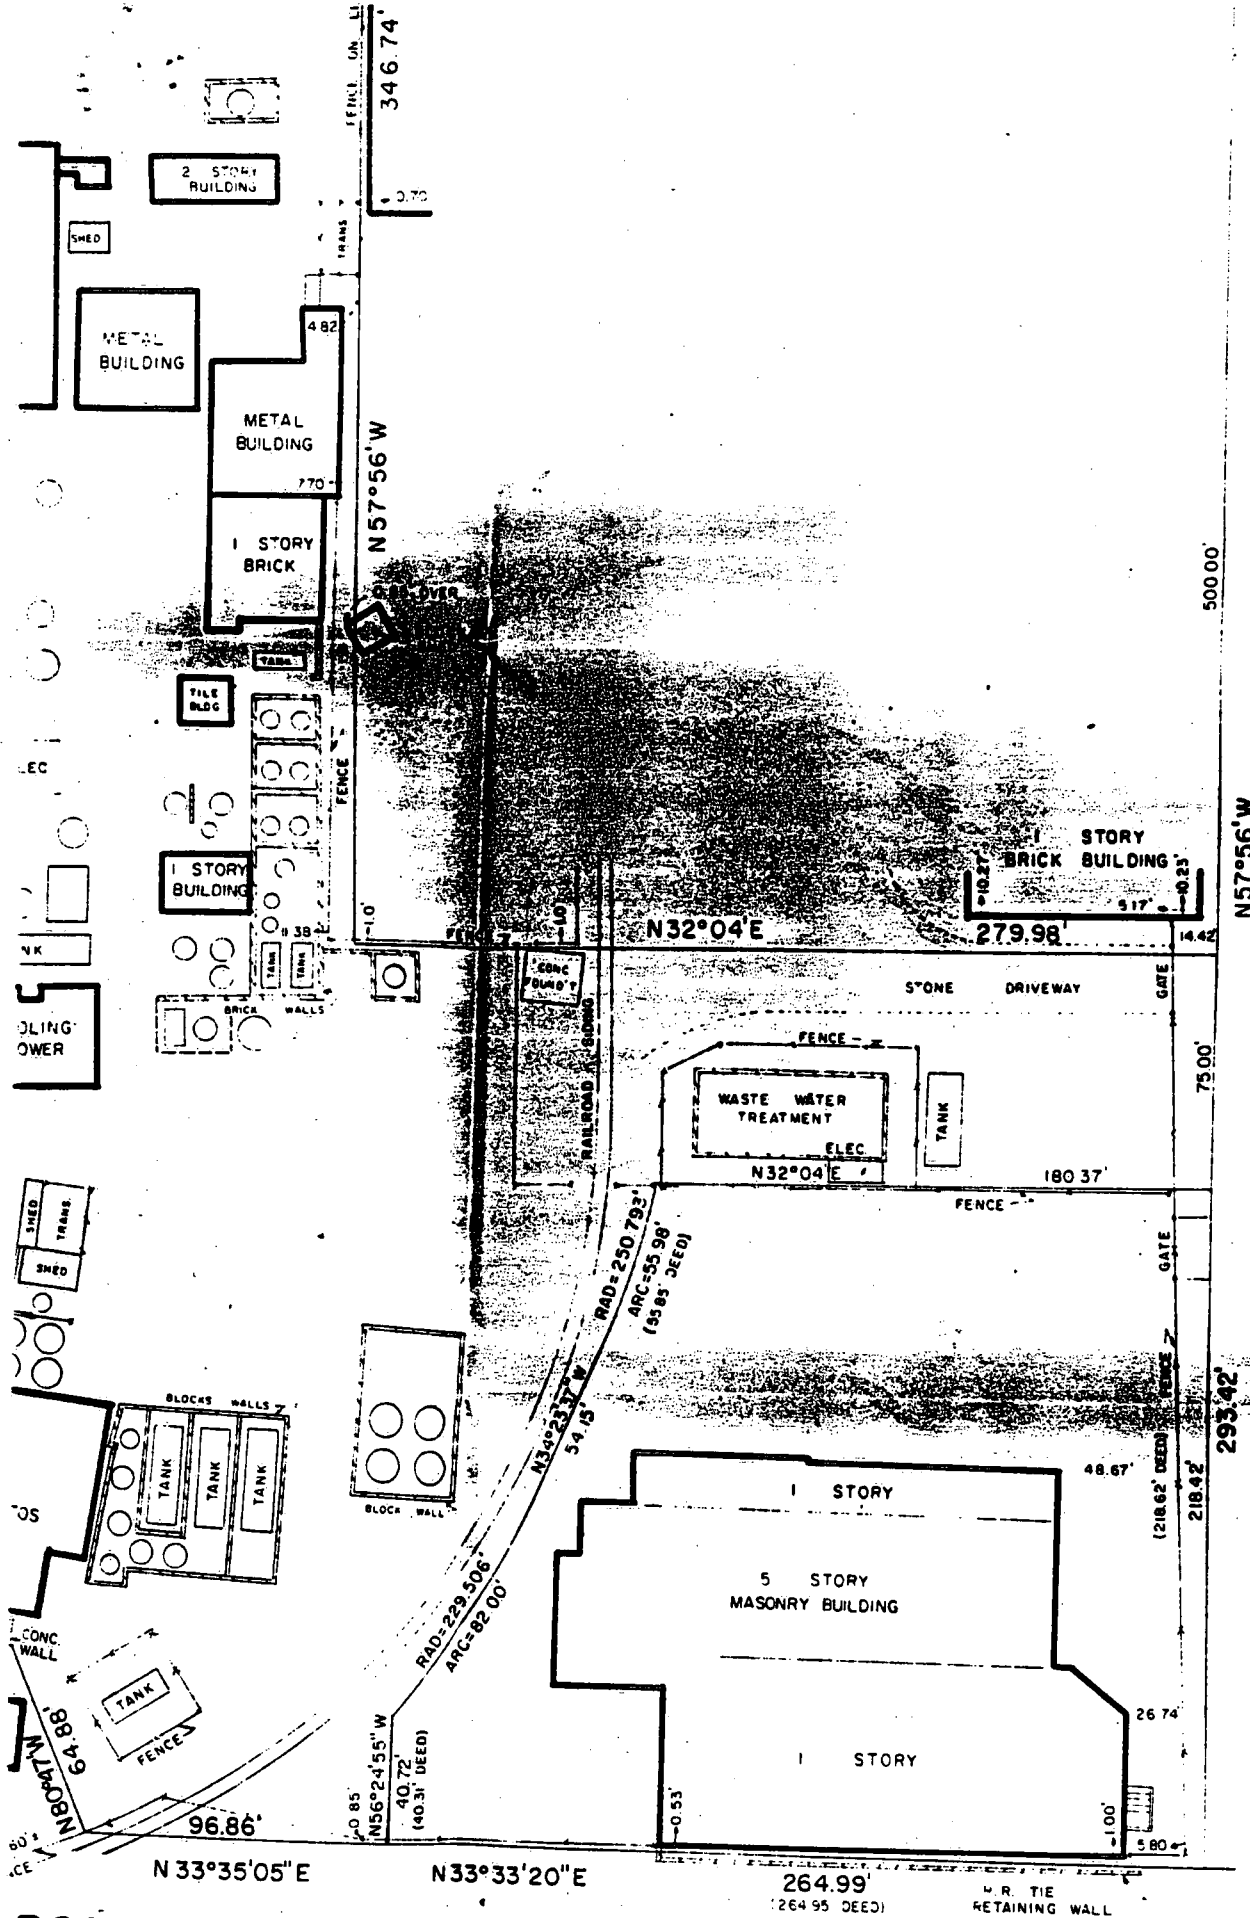 346.74'
2 STORY
BUILDING
0.70
SHED
TRANS
4.82
METAL
BUILDING
METAL
BUILDING
N57°56'W
7.70
1 STORY
BRICK
OVER
500.00'
TANK
TILE
BLDG
FENCE
1 STORY
BRICK BUILDING
N57°56'W
1 STORY
BUILDING
10.27'
10.23'
5.17'
1.0'
1.0'
N32°04'E
279.98'
14.42'
TANK
TANK
CONC
FOUND'T
STONE DRIVEWAY
GATE
BRICK WALLS
RAILROAD SIDING
FENCE
75.00'
WASTE WATER
TREATMENT
TANK
ELEC
N32°04'E
180.37'
FENCE
SHED
TRANS.
SHED
GATE
RAD=250.793'
ARC=55.98'
(55.85' DEED)
FENCE
293.42'
BLOCKS WALLS
N34°23'37"W
54.15'
(218.62' DEED)
218.42'
TANK
TANK
TANK
BLOCK WALL
1 STORY
48.67'
5 STORY
MASONRY BUILDING
RAD=229.506'
ARC=82.00'
CONC.
WALL
TANK
FENCE
64.88'
N80°47'W
26.74'
1 STORY
N56°24'55"W
40.72'
(40.31' DEED)
0.85
0.53'
1.00'
5.80
96.86'
N 33°35'05"E
N33°33'20"E
264.99'
(264.95 DEED)
R.R. TIE
RETAINING WALL